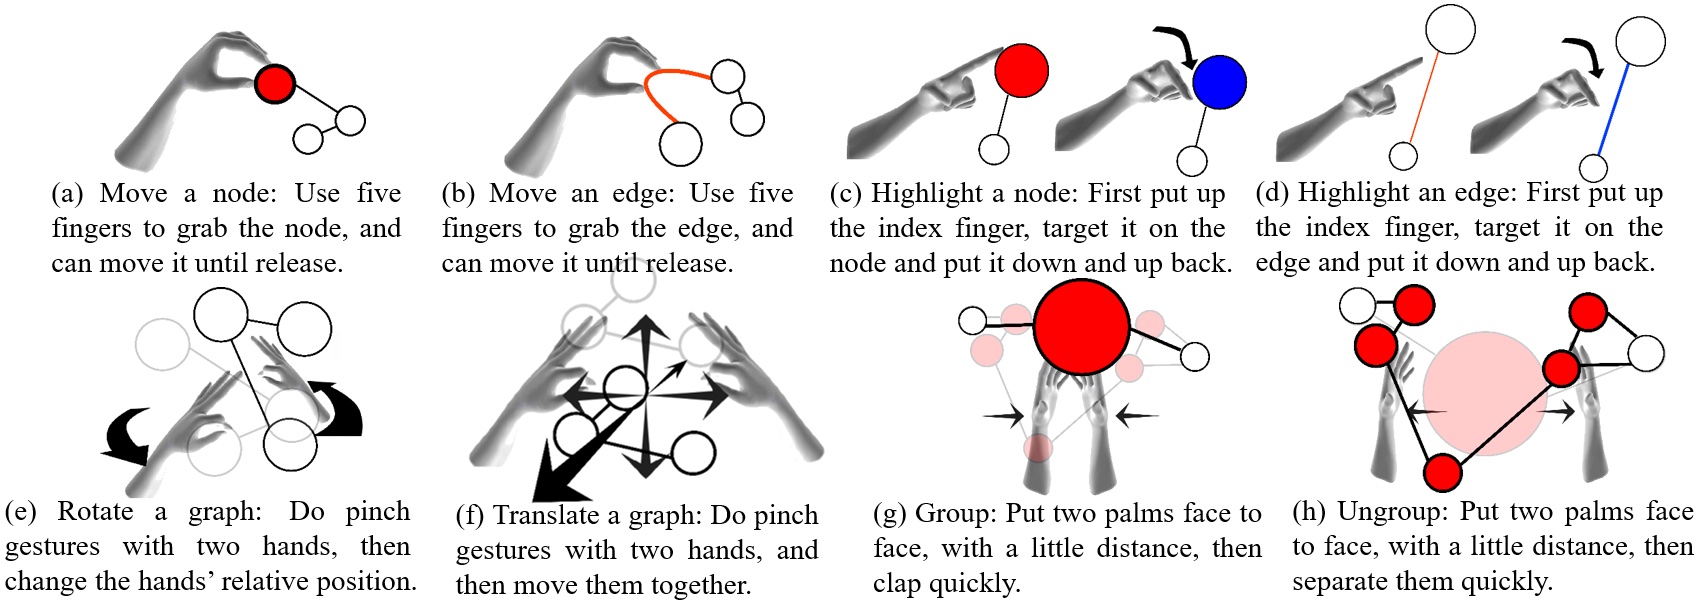 (a) Move a node: Use five
fingers to grab the node, and
can move it until release.
(b) Move an edge: Use five
fingers to grab the edge, and
can move it until release.
(c) Highlight a node: First put up
the index finger, target it on the
node and put it down and up back.
(d) Highlight an edge: First put up
the index finger, target it on the
edge and put it down and up back.
(e) Rotate a graph: Do pinch
gestures with two hands, then
change the hands’ relative position.
(f) Translate a graph: Do pinch
gestures with two hands, and
then move them together.
(g) Group: Put two palms face to
face, with a little distance, then
clap quickly.
(h) Ungroup: Put two palms face
to face, with a little distance, then
separate them quickly.